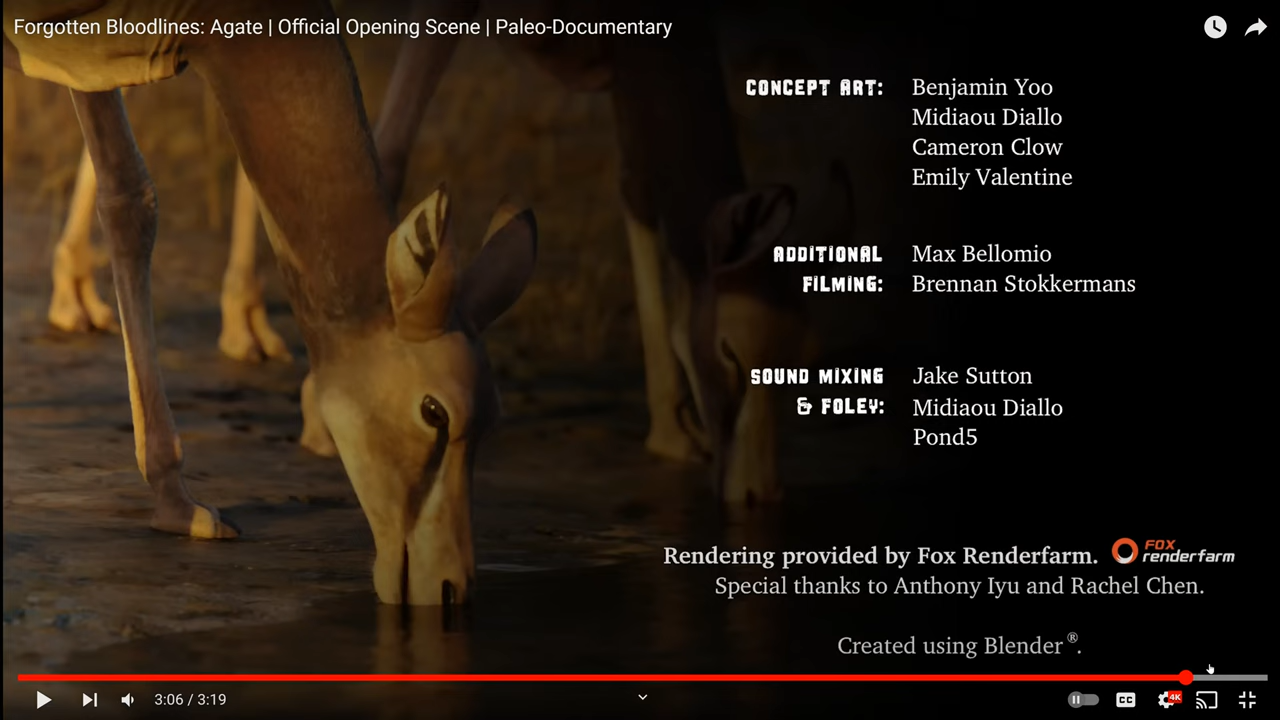 Forgotten Bloodlines: Agate | Official Opening Scene | Paleo-Documentary
CONCEPT ART: Benjamin Yoo
Midiaou Diallo
Cameron Clow
Emily Valentine
ADDITIONAL Max Bellomio
FILMING: Brennan Stokkermans
SOUND MIXING Jake Sutton
& FOLEY: Midiaou Diallo
Pond5
Rendering provided by Fox Renderfarm. FOX renderfarm
Special thanks to Anthony Iyu and Rachel Chen.
Created using Blender®.
3:06 / 3:19 CC 4K